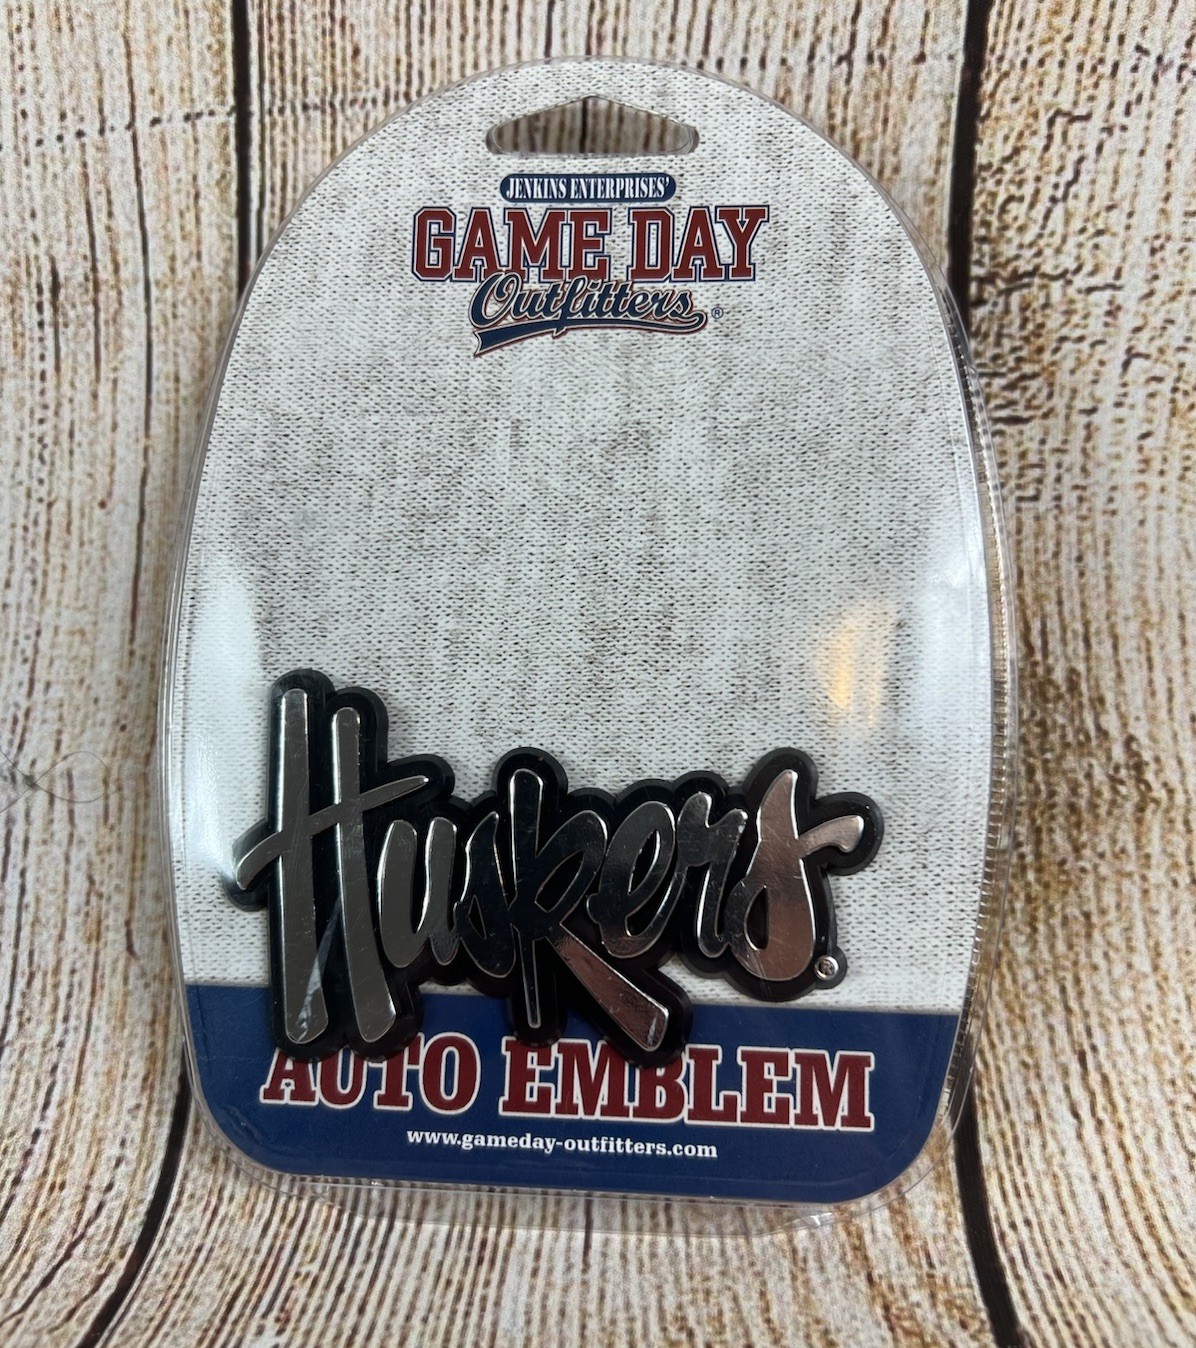 JENKINS ENTERPRISES'
GAME DAY
Outfitters ®
Huskers ®
AUTO EMBLEM
www.gameday-outfitters.com